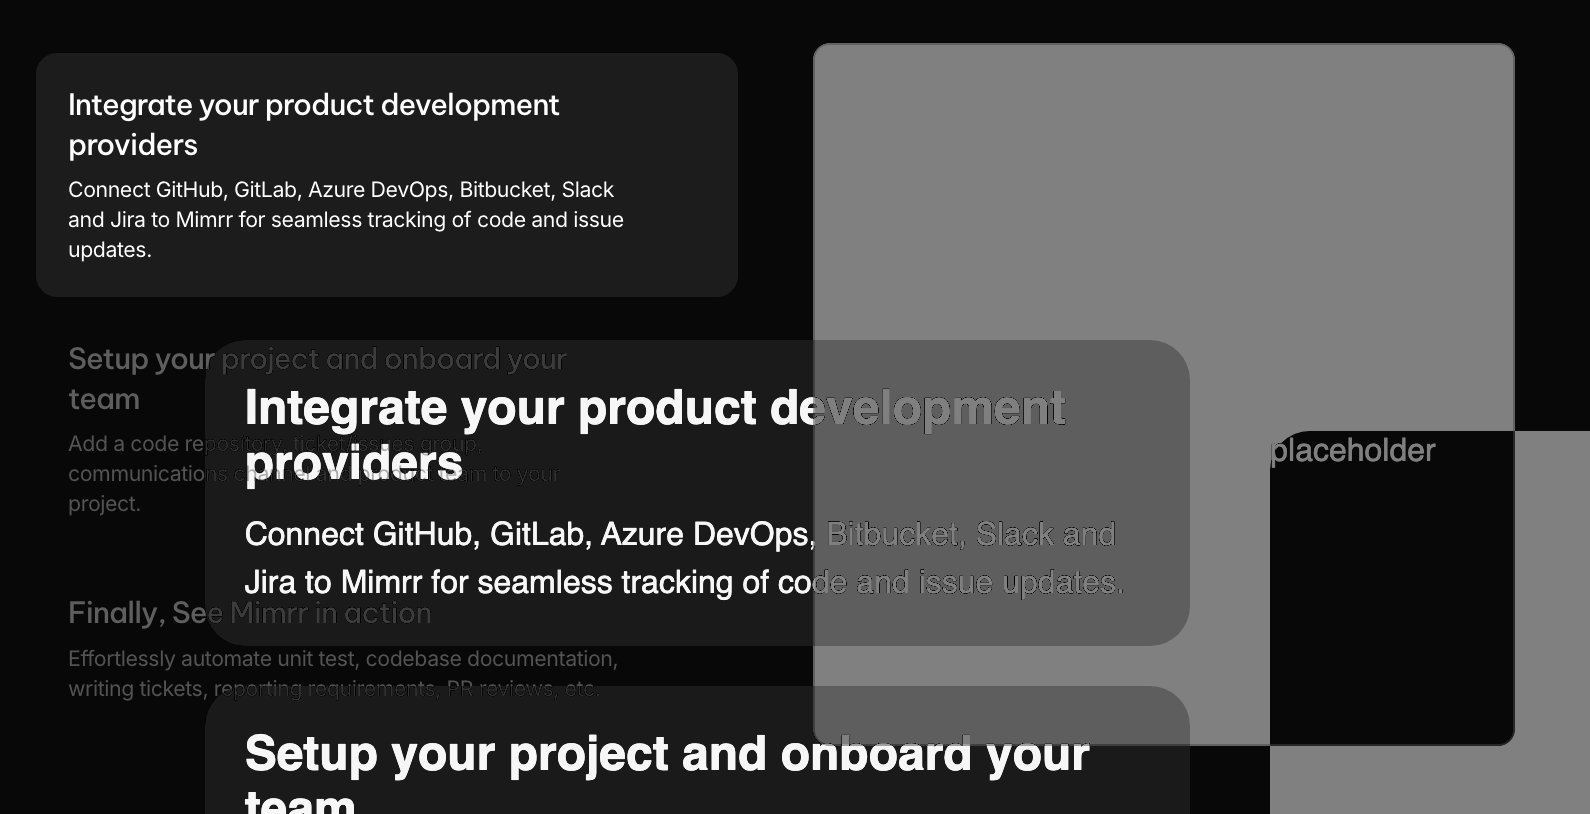 Integrate your product development
providers
Connect GitHub, GitLab, Azure DevOps, Bitbucket, Slack
and Jira to Mimrr for seamless tracking of code and issue
updates.
Setup your project and onboard your
team
Add a code repository, ticket/issues group,
communications channel and product team to your
project.
Finally, See Mimrr in action
Effortlessly automate unit test, codebase documentation,
writing tickets, reporting requirements, PR reviews, etc.
Integrate your product development
providers
Connect GitHub, GitLab, Azure DevOps, Bitbucket, Slack and
Jira to Mimrr for seamless tracking of code and issue updates.
Setup your project and onboard your
team
placeholder